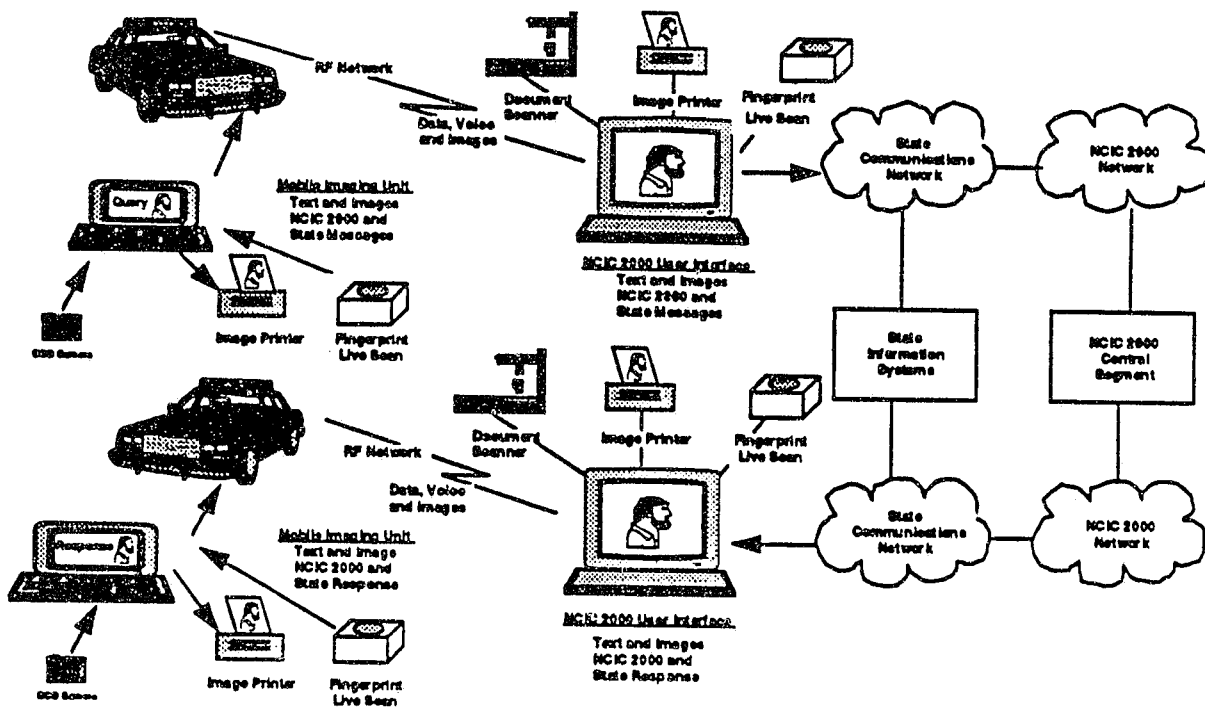 RF Network
Data, Voice
and Images
Document
Scanner
Image Printer
Fingerprint
Live Scan
State
Communications
Network
NCIC 2000
Network
Query
Mobile Imaging Unit
Text and Images
NCIC 2000 and
State Messages
Image Printer
Fingerprint
Live Scan
NCIC 2000 User Interface
Text and Images
NCIC 2000 and
State Messages
State
Information
Systems
NCIC 2000
Central
Segment
RF Network
Data, Voice
and Images
Document
Scanner
Image Printer
Fingerprint
Live Scan
Response
Mobile Imaging Unit
Text and Image
NCIC 2000 and
State Response
Image Printer
Fingerprint
Live Scan
NCIC 2000 User Interface
Text and Images
NCIC 2000 and
State Response
State
Communications
Network
NCIC 2000
Network